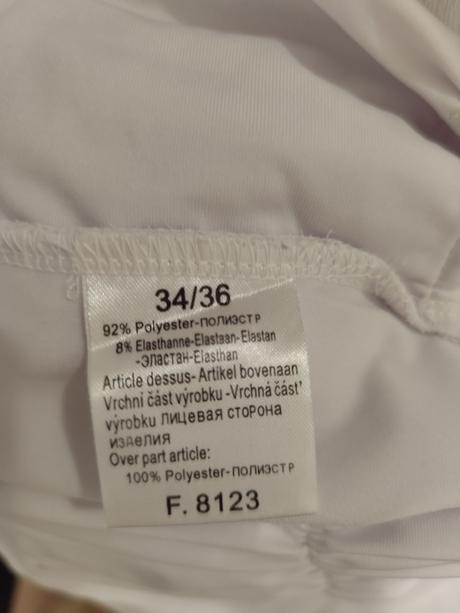 34/36
92% Polyester-полиэстр
8% Elasthanne-Elastaan-Elastan
-эластан-Elasthan
Article dessus- Artikel bovenaan
Vrchní část výrobku -Vrchná čásť
výrobku лицевая сторона
изделия
Over part article:
100% Polyester-полиэстр
F. 8123